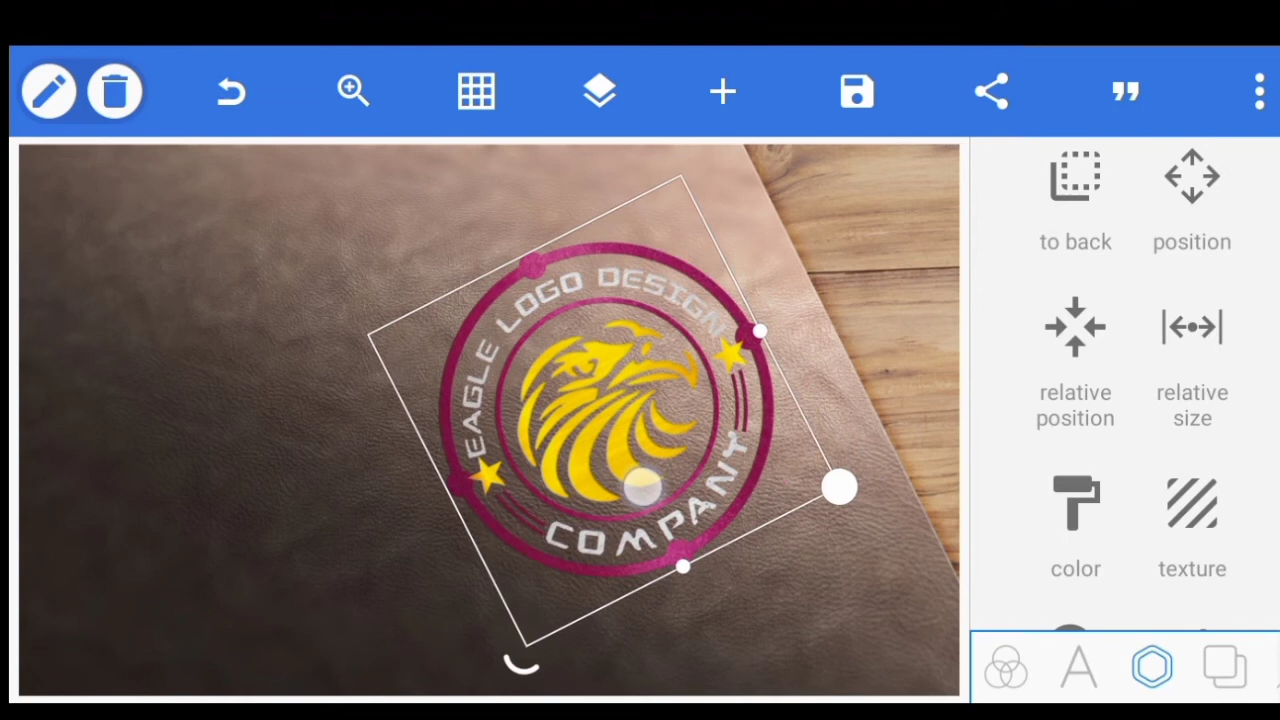 to back
position
relative
position
relative
size
color
texture
EAGLE LOGO DESIGN
COMPANY